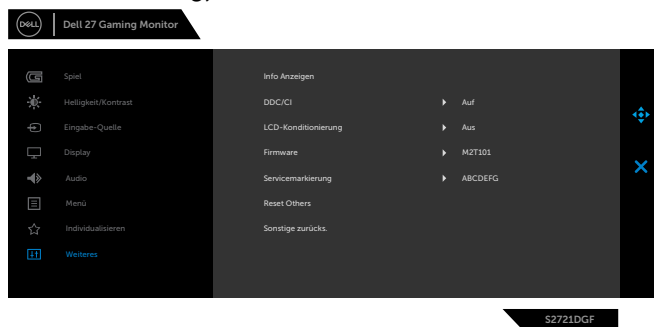 DELL Dell 27 Gaming Monitor
Spiel Info Anzeigen
Helligkeit/Kontrast DDC/CI Auf
Eingabe-Quelle LCD-Konditionierung Aus
Display Firmware M2T101
Audio Servicemarkierung ABCDEFG
Menü Reset Others
Individualisieren Sonstige zurücks.
Weiteres
S2721DGF